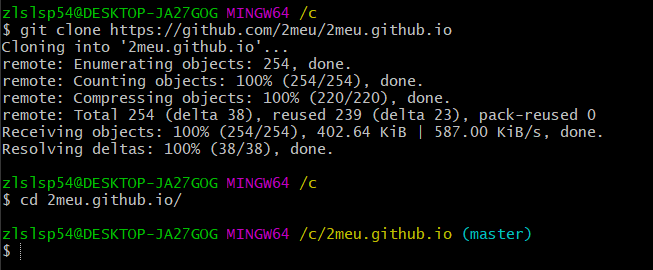 zlslsp54@DESKTOP-JA27GOG MINGW64 /c
$ git clone https://github.com/2meu/2meu.github.io
Cloning into '2meu.github.io'...
remote: Enumerating objects: 254, done.
remote: Counting objects: 100% (254/254), done.
remote: Compressing objects: 100% (220/220), done.
remote: Total 254 (delta 38), reused 239 (delta 23), pack-reused 0
Receiving objects: 100% (254/254), 402.64 KiB | 587.00 KiB/s, done.
Resolving deltas: 100% (38/38), done.
zlslsp54@DESKTOP-JA27GOG MINGW64 /c
$ cd 2meu.github.io/
zlslsp54@DESKTOP-JA27GOG MINGW64 /c/2meu.github.io (master)
$